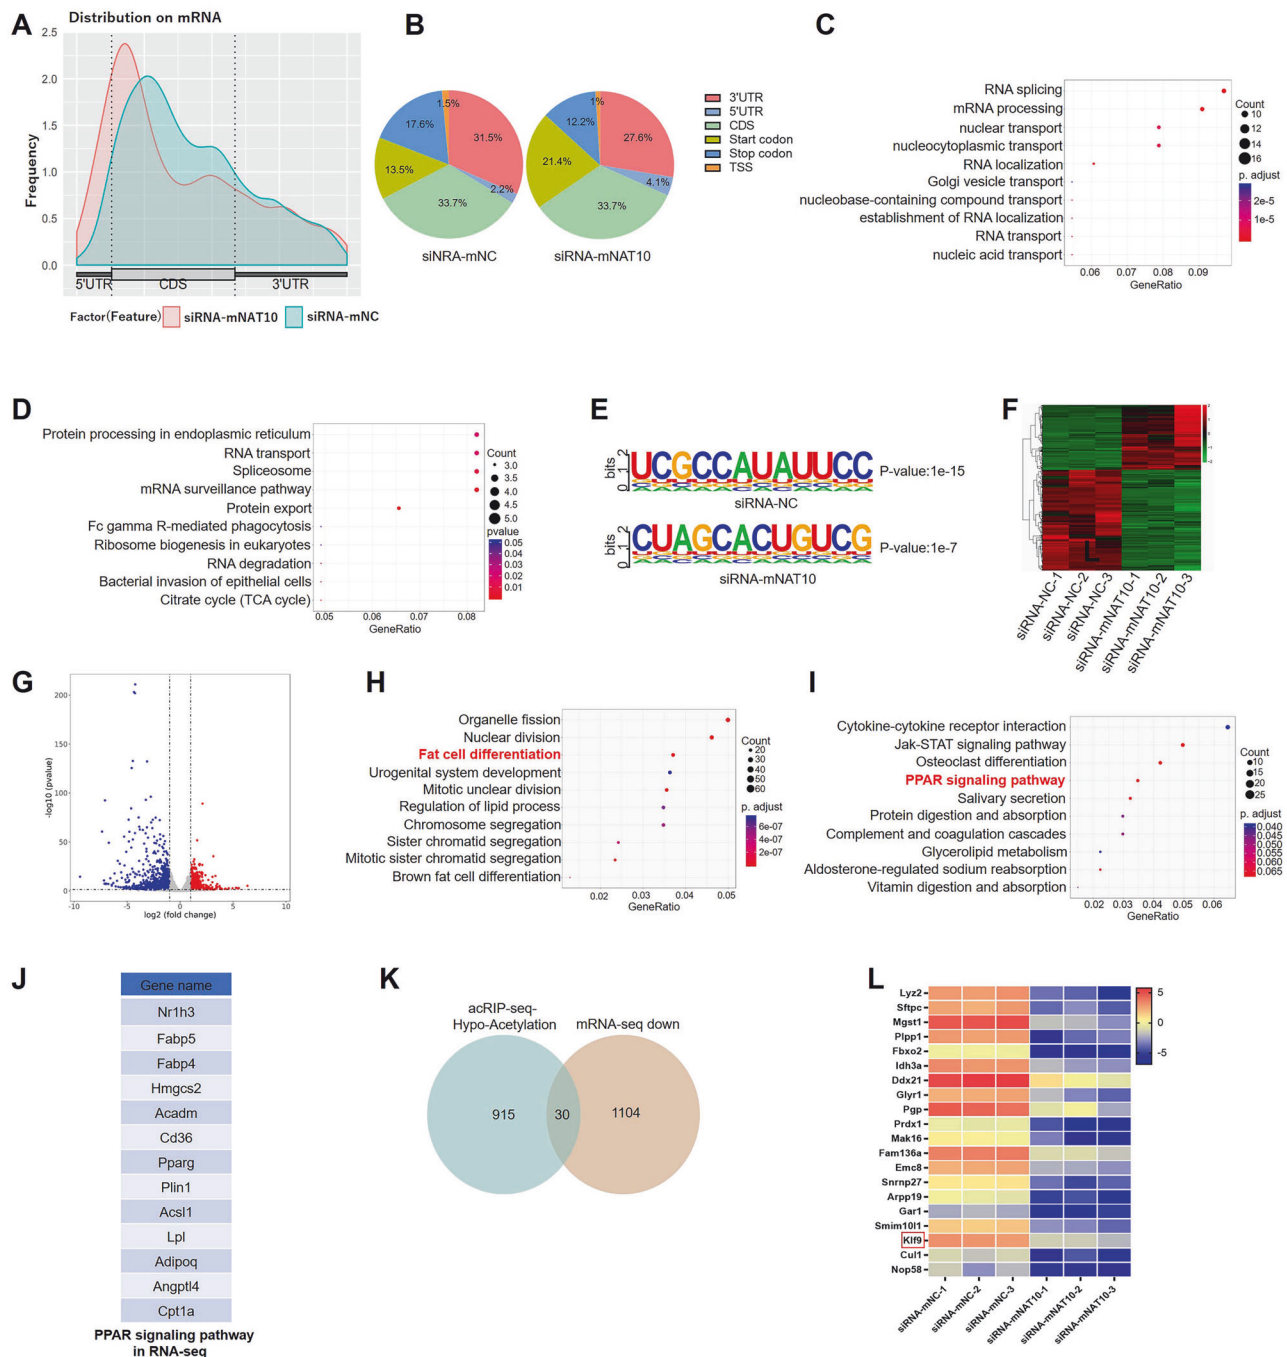 A
Distribution on mRNA
2.5
2.0
1.5
1.0
0.5
0.0
Frequency
5'UTR
CDS
3'UTR
Factor(Feature)
siRNA-mNAT10
siRNA-mNC
B
1.5%
17.6%
31.5%
13.5%
2.2%
33.7%
siNRA-mNC
1%
12.2%
27.6%
21.4%
4.1%
33.7%
siRNA-mNAT10
3'UTR
5'UTR
CDS
Start codon
Stop codon
TSS
C
RNA splicing
mRNA processing
nuclear transport
nucleocytoplasmic transport
RNA localization
Golgi vesicle transport
nucleobase-containing compound transport
establishment of RNA localization
RNA transport
nucleic acid transport
0.06
0.07
0.08
0.09
GeneRatio
Count
10
12
14
16
p. adjust
2e-5
1e-5
D
Protein processing in endoplasmic reticulum
RNA transport
Spliceosome
mRNA surveillance pathway
Protein export
Fc gamma R-mediated phagocytosis
Ribosome biogenesis in eukaryotes
RNA degradation
Bacterial invasion of epithelial cells
Citrate cycle (TCA cycle)
0.05
0.06
0.07
0.08
GeneRatio
Count
3.0
3.5
4.0
4.5
5.0
pvalue
0.05
0.04
0.03
0.02
0.01
E
bits
0 1 2
UCGCCAUAUUCC
P-value:1e-15
siRNA-NC
bits
0 1 2
CUAGCACUGUCG
P-value:1e-7
siRNA-mNAT10
F
siRNA-NC-1
siRNA-NC-2
siRNA-NC-3
siRNA-mNAT10-1
siRNA-mNAT10-2
siRNA-mNAT10-3
G
200
150
100
50
0
-log10 (pvalue)
-10
-5
0
5
10
log2 (fold change)
H
Organelle fission
Nuclear division
Fat cell differentiation
Urogenital system development
Mitotic unclear division
Regulation of lipid process
Chromosome segregation
Sister chromatid segregation
Mitotic sister chromatid segregation
Brown fat cell differentiation
0.02
0.03
0.04
0.05
GeneRatio
Count
20
30
40
50
60
p. adjust
6e-07
4e-07
2e-07
I
Cytokine-cytokine receptor interaction
Jak-STAT signaling pathway
Osteoclast differentiation
PPAR signaling pathway
Salivary secretion
Protein digestion and absorption
Complement and coagulation cascades
Glycerolipid metabolism
Aldosterone-regulated sodium reabsorption
Vitamin digestion and absorption
0.02
0.03
0.04
0.05
0.06
GeneRatio
Count
10
15
20
25
p. adjust
0.040
0.045
0.050
0.055
0.060
0.065
J
Gene name
Nr1h3
Fabp5
Fabp4
Hmgcs2
Acadm
Cd36
Pparg
Plin1
Acsl1
Lpl
Adipoq
Angptl4
Cpt1a
PPAR signaling pathway
in RNA-seq
K
acRIP-seq-
Hypo-Acetylation
mRNA-seq down
915
30
1104
L
Lyz2
Sftpc
Mgst1
Plpp1
Fbxo2
Idh3a
Ddx21
Glyr1
Pgp
Prdx1
Mak16
Fam136a
Emc8
Snrnp27
Arpp19
Gar1
Smim10l1
Klf9
Cul1
Nop58
siRNA-mNC-1
siRNA-mNC-2
siRNA-mNC-3
siRNA-mNAT10-1
siRNA-mNAT10-2
siRNA-mNAT10-3
5
0
-5